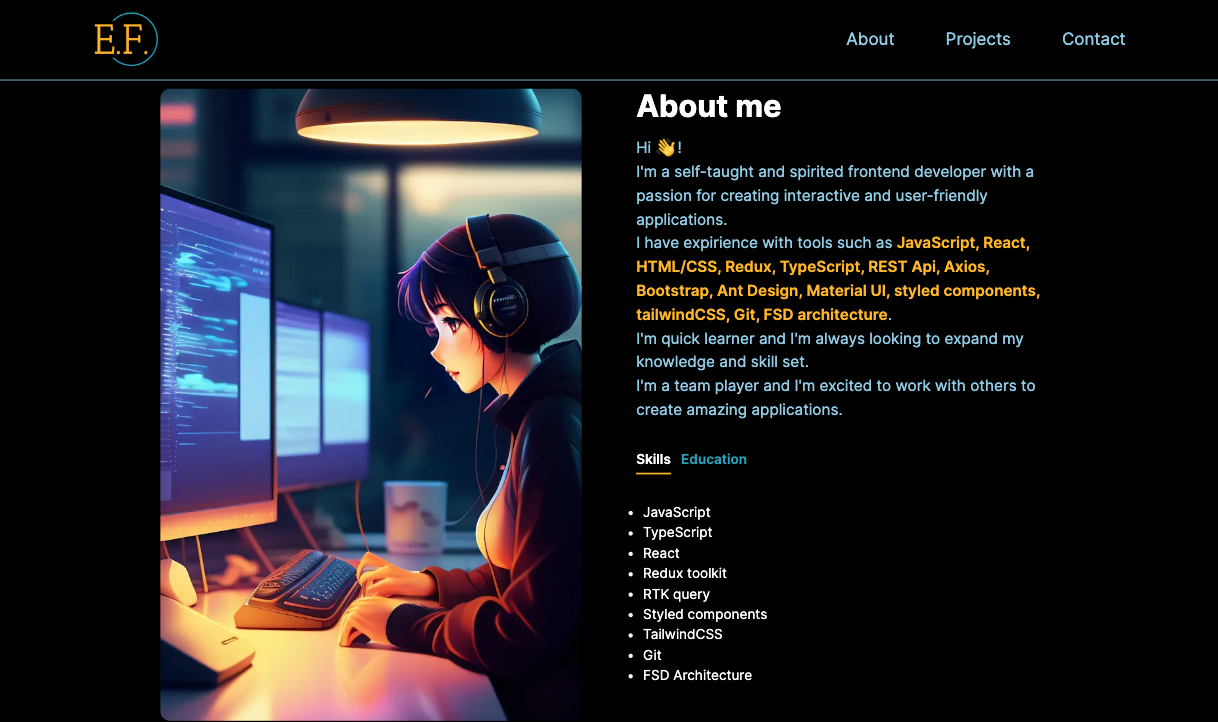 E.F.
About Projects Contact
About me
Hi 👋!
I'm a self-taught and spirited frontend developer with a
passion for creating interactive and user-friendly
applications.
I have expirience with tools such as JavaScript, React,
HTML/CSS, Redux, TypeScript, REST Api, Axios,
Bootstrap, Ant Design, Material UI, styled components,
tailwindCSS, Git, FSD architecture.
I'm quick learner and I'm always looking to expand my
knowledge and skill set.
I'm a team player and I'm excited to work with others to
create amazing applications.
Skills Education
• JavaScript
• TypeScript
• React
• Redux toolkit
• RTK query
• Styled components
• TailwindCSS
• Git
• FSD Architecture